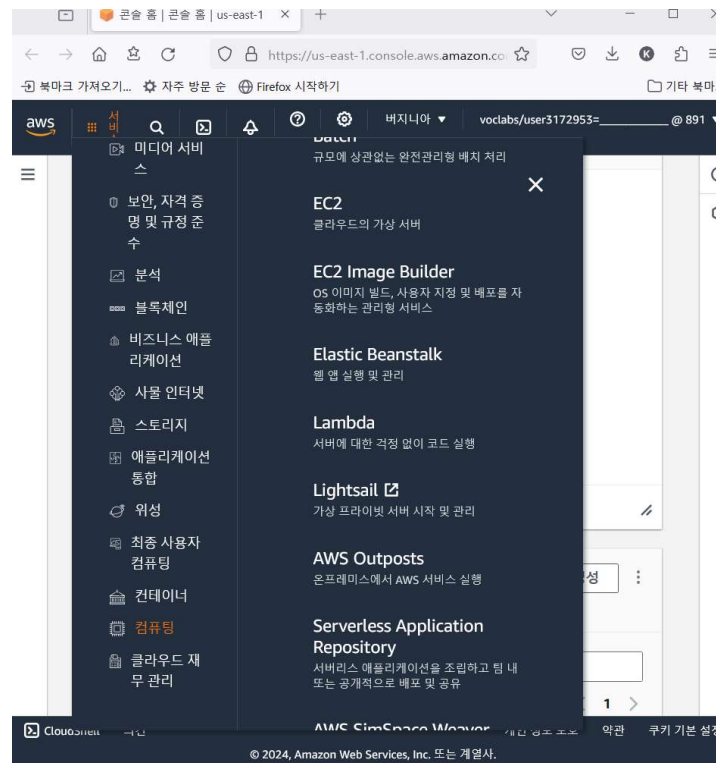 콘솔 홈 | 콘솔 홈 | us-east-1
https://us-east-1.console.aws.amazon.co
북마크 가져오기... 자주 방문 순 Firefox 시작하기
기타 북마
aws
서비
버지니아 ▼
voclabs/user3172953=________ @ 891 ▼
미디어 서비
스
보안, 자격 증
명 및 규정 준
수
분석
블록체인
비즈니스 애플
리케이션
사물 인터넷
스토리지
애플리케이션
통합
위성
최종 사용자
컴퓨팅
컨테이너
컴퓨팅
클라우드 재
무 관리
Batch
규모에 상관없는 완전관리형 배치 처리
EC2
클라우드의 가상 서버
EC2 Image Builder
OS 이미지 빌드, 사용자 지정 및 배포를 자
동화하는 관리형 서비스
Elastic Beanstalk
웹 앱 실행 및 관리
Lambda
서버에 대한 걱정 없이 코드 실행
Lightsail
가상 프라이빗 서버 시작 및 관리
AWS Outposts
온프레미스에서 AWS 서비스 실행
Serverless Application
Repository
서버리스 애플리케이션을 조립하고 팀 내
또는 공개적으로 배포 및 공유
AWS SimSpace Weaver
성
1
CloudShell
약관
쿠키 기본 설정
© 2024, Amazon Web Services, Inc. 또는 계열사.